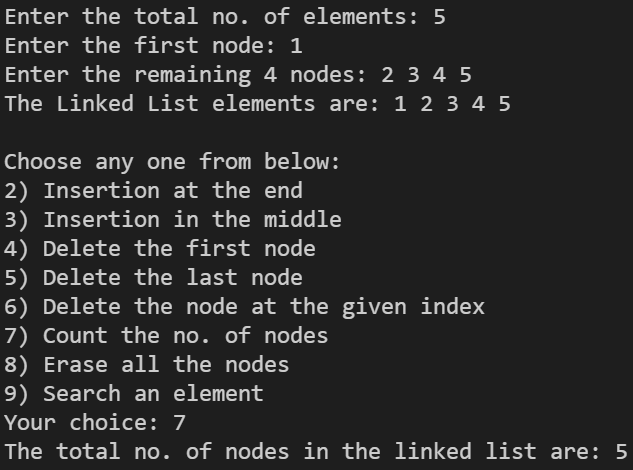 Enter the total no. of elements: 5
Enter the first node: 1
Enter the remaining 4 nodes: 2 3 4 5
The Linked List elements are: 1 2 3 4 5
Choose any one from below:
2) Insertion at the end
3) Insertion in the middle
4) Delete the first node
5) Delete the last node
6) Delete the node at the given index
7) Count the no. of nodes
8) Erase all the nodes
9) Search an element
Your choice: 7
The total no. of nodes in the linked list are: 5